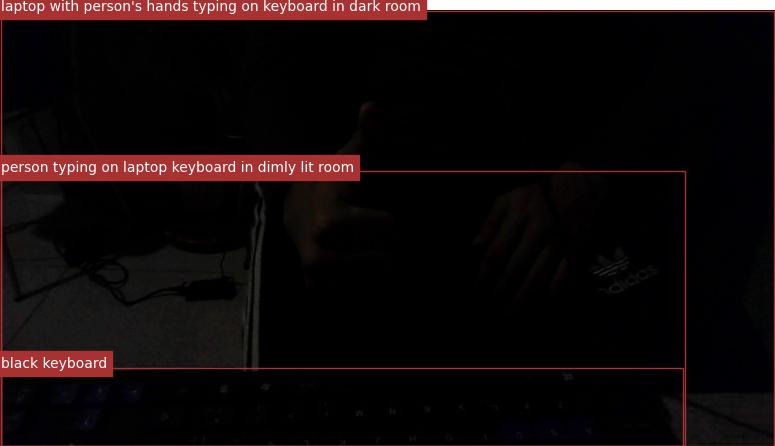 laptop with person's hands typing on keyboard in dark room
person typing on laptop keyboard in dimly lit room
adidas
black keyboard